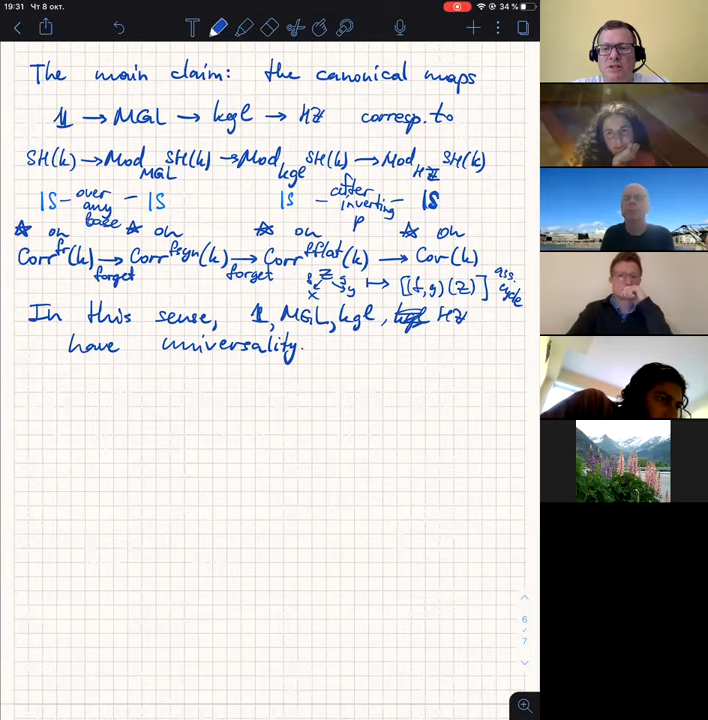 19:31 Чт 8 окт.
34 %
The main claim: the canonical maps
𝟙 → MGL → kgl → Hℤ corresp. to
SH(k) → Mod_MGL SH(k) → Mod_kgl SH(k) → Mod_Hℤ SH(k)
IS – over any base – IS IS – after inverting p – IS
☆ on ☆ on ☆ on ☆ on
Corr^fr(k) → Corr^fsyn(k) → Corr^fflat(k) → Cor(k)
forget forget
X ←f Z →g Y ↦ [(f,g)(Z)] ass. cycle
In this sense, 𝟙, MGL, kgl, Hℤ
have universality.
6/7